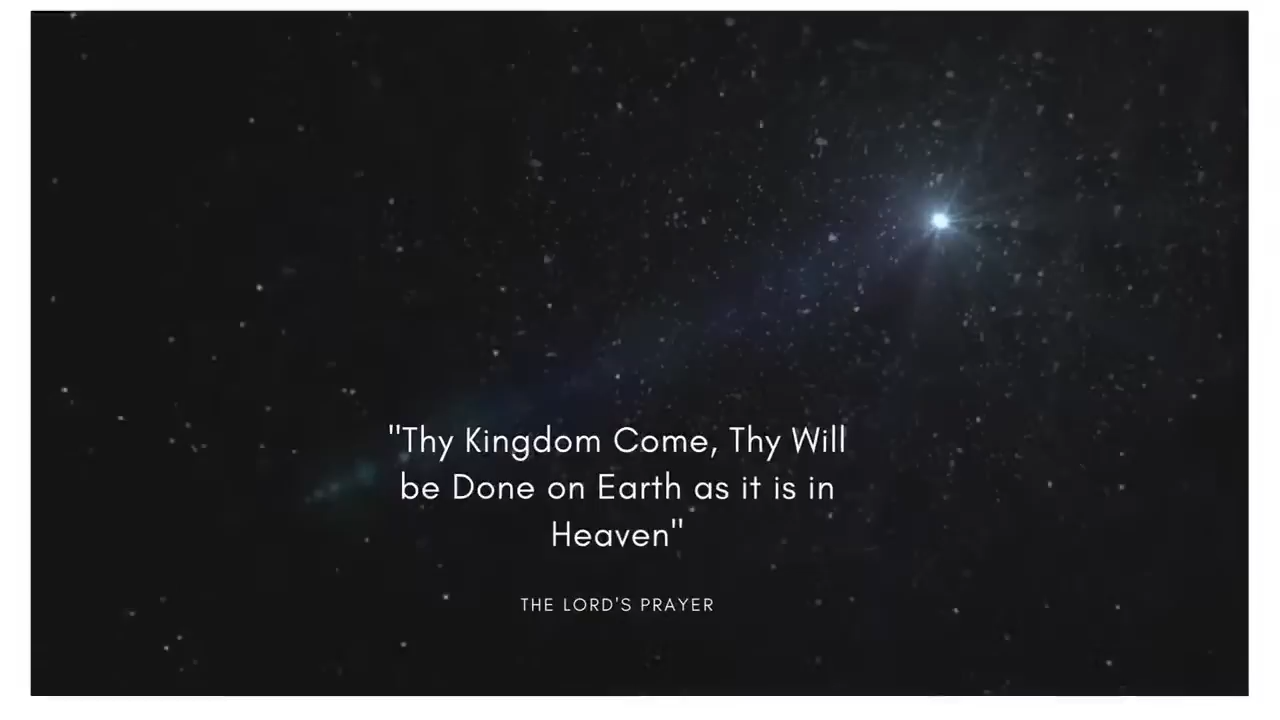 "Thy Kingdom Come, Thy Will
be Done on Earth as it is in
Heaven"
THE LORD'S PRAYER